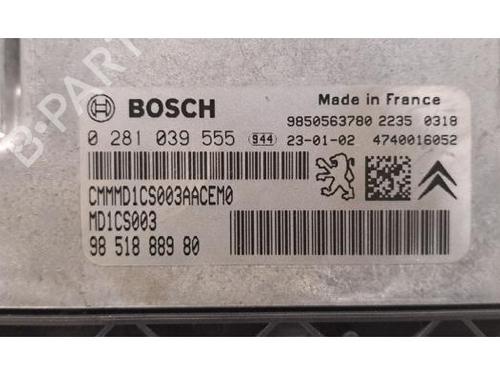 BOSCH
Made in France
9850563780 2235 0318
0 281 039 555 944 23-01-02 4740016052
CMMMD1CS003AACEM0
MD1CS003
98 518 889 80
B-PARTS